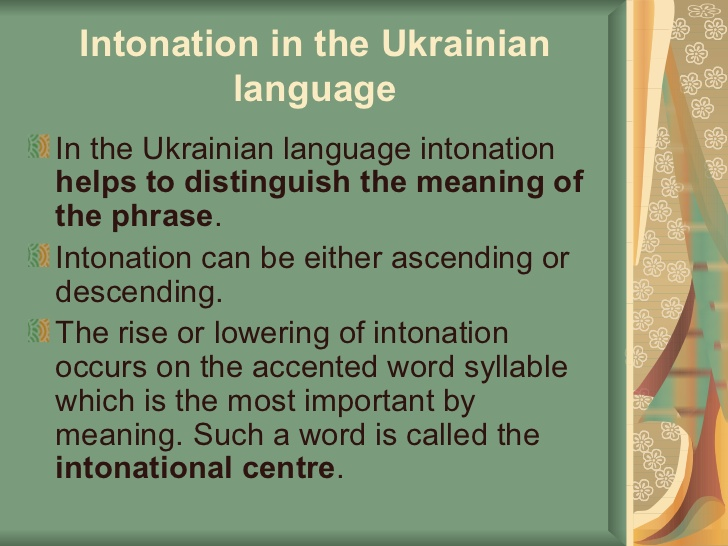 Intonation in the Ukrainian
language
In the Ukrainian language intonation
helps to distinguish the meaning of
the phrase.
Intonation can be either ascending or
descending.
The rise or lowering of intonation
occurs on the accented word syllable
which is the most important by
meaning. Such a word is called the
intonational centre.